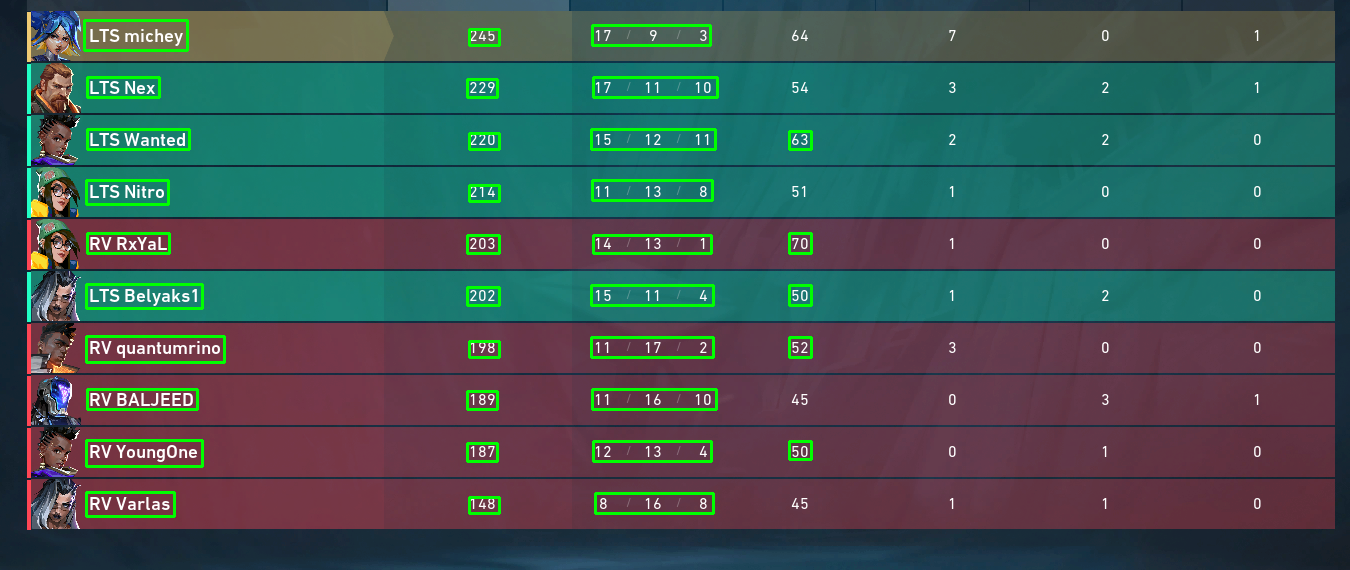 LTS michey 245 17 / 9 / 3 64 7 0 1
LTS Nex 229 17 / 11 / 10 54 3 2 1
LTS Wanted 220 15 / 12 / 11 63 2 2 0
LTS Nitro 214 11 / 13 / 8 51 1 0 0
RV RxYaL 203 14 / 13 / 1 70 1 0 0
LTS Belyaks1 202 15 / 11 / 4 50 1 2 0
RV quantumrino 198 11 / 17 / 2 52 3 0 0
RV BALJEED 189 11 / 16 / 10 45 0 3 1
RV YoungOne 187 12 / 13 / 4 50 0 1 0
RV Varlas 148 8 / 16 / 8 45 1 1 0